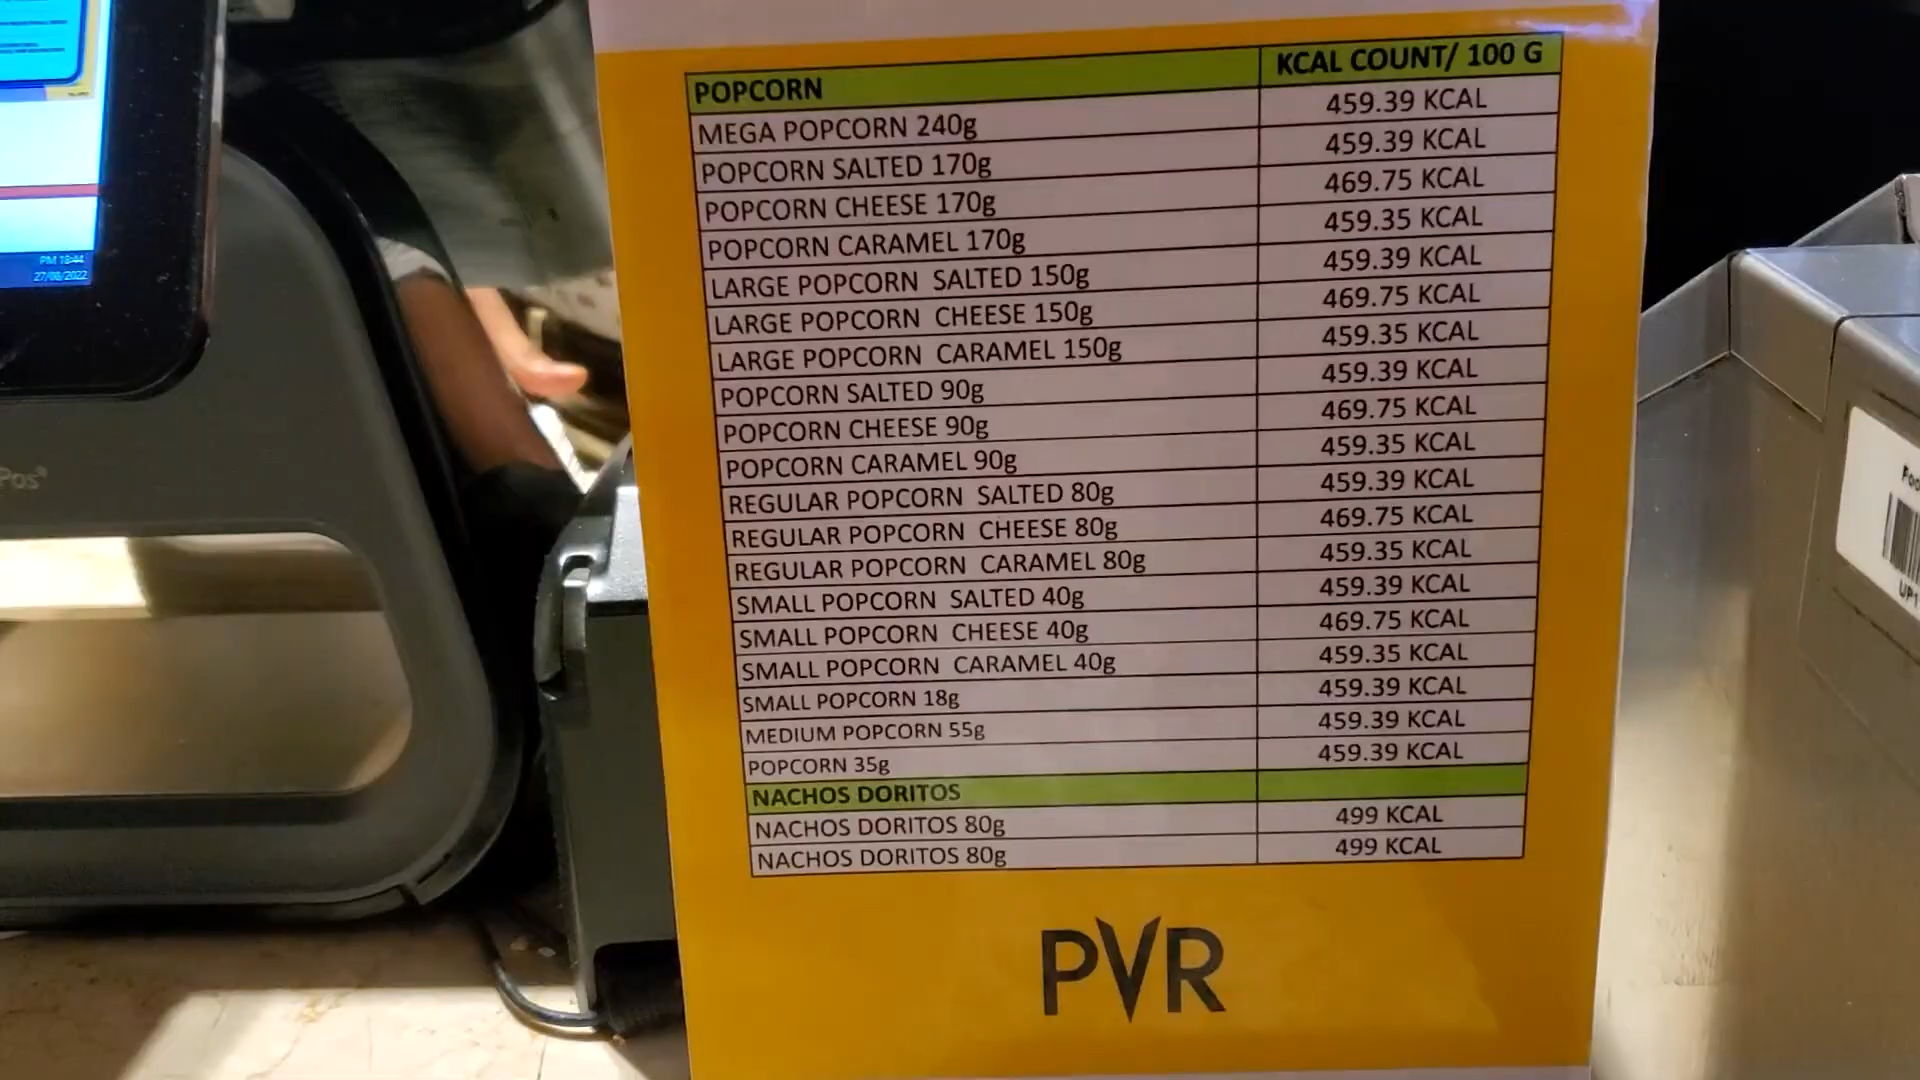 POPCORN KCAL COUNT/ 100 G
MEGA POPCORN 240g 459.39 KCAL
POPCORN SALTED 170g 459.39 KCAL
POPCORN CHEESE 170g 469.75 KCAL
POPCORN CARAMEL 170g 459.35 KCAL
LARGE POPCORN SALTED 150g 459.39 KCAL
LARGE POPCORN CHEESE 150g 469.75 KCAL
LARGE POPCORN CARAMEL 150g 459.35 KCAL
POPCORN SALTED 90g 459.39 KCAL
POPCORN CHEESE 90g 469.75 KCAL
POPCORN CARAMEL 90g 459.35 KCAL
REGULAR POPCORN SALTED 80g 459.39 KCAL
REGULAR POPCORN CHEESE 80g 469.75 KCAL
REGULAR POPCORN CARAMEL 80g 459.35 KCAL
SMALL POPCORN SALTED 40g 459.39 KCAL
SMALL POPCORN CHEESE 40g 469.75 KCAL
SMALL POPCORN CARAMEL 40g 459.35 KCAL
SMALL POPCORN 18g 459.39 KCAL
MEDIUM POPCORN 55g 459.39 KCAL
POPCORN 35g 459.39 KCAL
NACHOS DORITOS
NACHOS DORITOS 80g 499 KCAL
NACHOS DORITOS 80g 499 KCAL
PVR
PM 18:44
27/08/2022
UP1